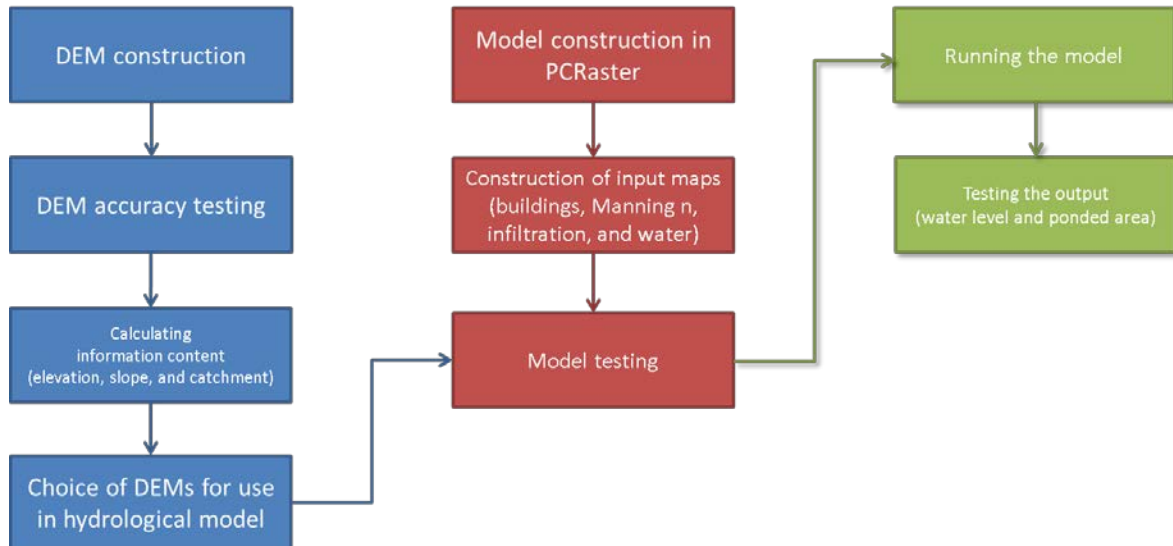 DEM construction
DEM accuracy testing
Calculating
information content
(elevation, slope, and catchment)
Choice of DEMs for use
in hydrological model
Model construction in
PCRaster
Construction of input maps
(buildings, Manning n,
infiltration, and water)
Model testing
Running the model
Testing the output
(water level and ponded area)